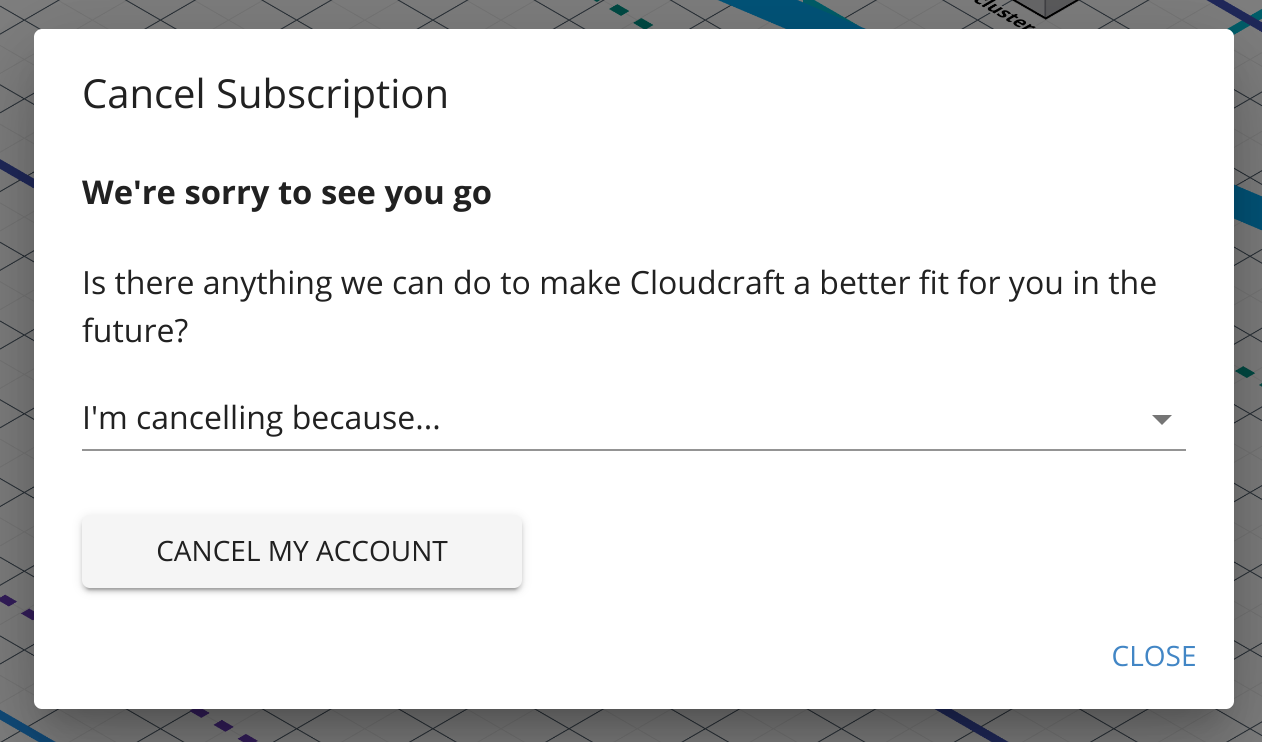 cluster
Cancel Subscription
We're sorry to see you go
Is there anything we can do to make Cloudcraft a better fit for you in the
future?
I'm cancelling because...
CANCEL MY ACCOUNT
CLOSE